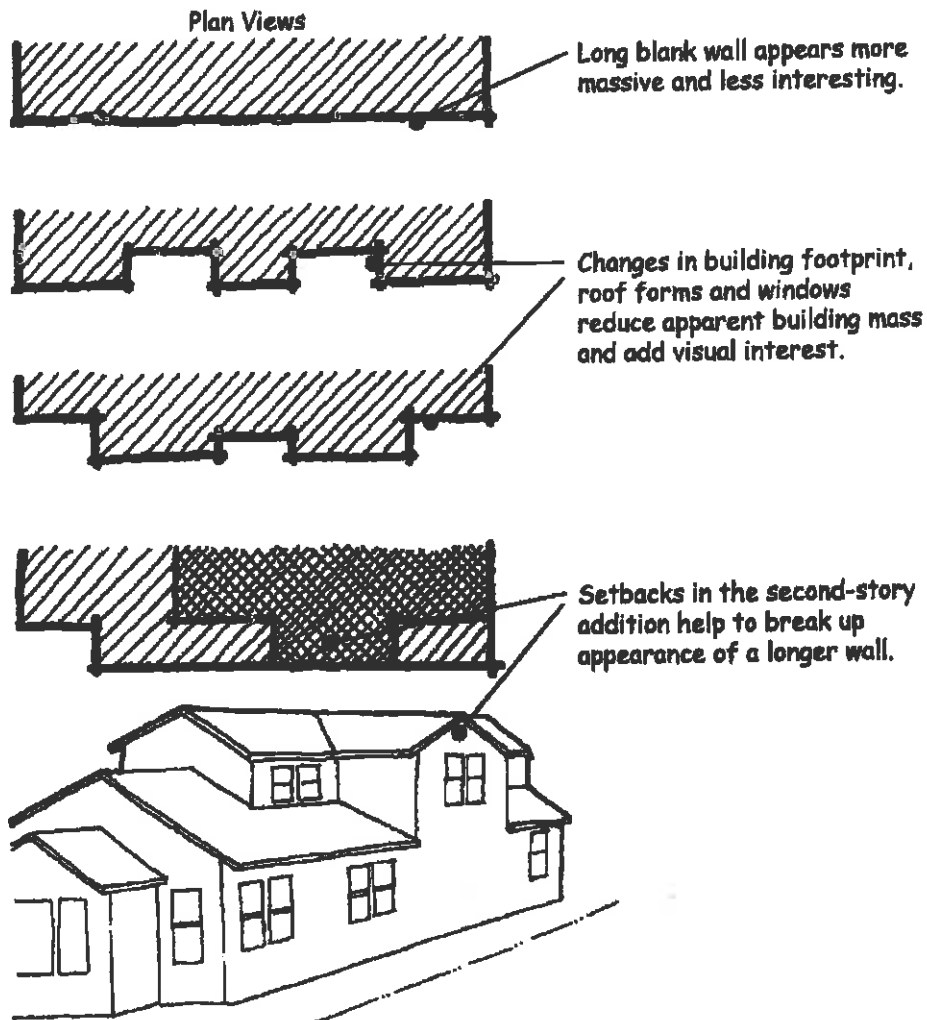 Plan Views
Long blank wall appears more
massive and less interesting.
Changes in building footprint,
roof forms and windows
reduce apparent building mass
and add visual interest.
Setbacks in the second-story
addition help to break up
appearance of a longer wall.